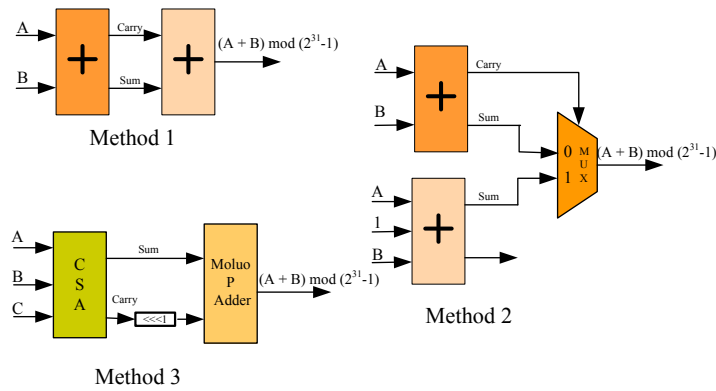 A
B
+
Carry
Sum
+
(A + B) mod (2^31-1)
Method 1
A
B
+
Carry
Sum
A
1
B
+
Sum
0
1
M
U
X
(A + B) mod (2^31-1)
Method 2
A
B
C
C
S
A
Sum
Carry
<<<1
Moluo
P
Adder
(A + B) mod (2^31-1)
Method 3